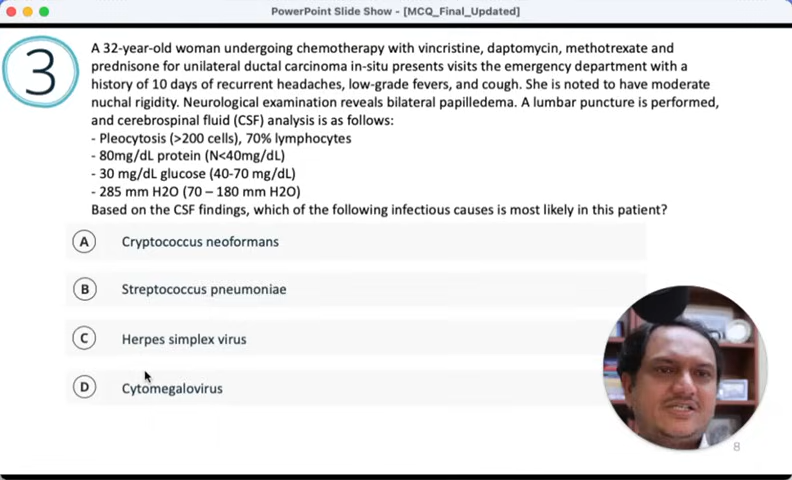 PowerPoint Slide Show - [MCQ_Final_Updated]
3
A 32-year-old woman undergoing chemotherapy with vincristine, daptomycin, methotrexate and
prednisone for unilateral ductal carcinoma in-situ presents visits the emergency department with a
history of 10 days of recurrent headaches, low-grade fevers, and cough. She is noted to have moderate
nuchal rigidity. Neurological examination reveals bilateral papilledema. A lumbar puncture is performed,
and cerebrospinal fluid (CSF) analysis is as follows:
- Pleocytosis (>200 cells), 70% lymphocytes
- 80mg/dL protein (N<40mg/dL)
- 30 mg/dL glucose (40-70 mg/dL)
- 285 mm H2O (70 – 180 mm H2O)
Based on the CSF findings, which of the following infectious causes is most likely in this patient?
A Cryptococcus neoformans
B Streptococcus pneumoniae
C Herpes simplex virus
D Cytomegalovirus
8